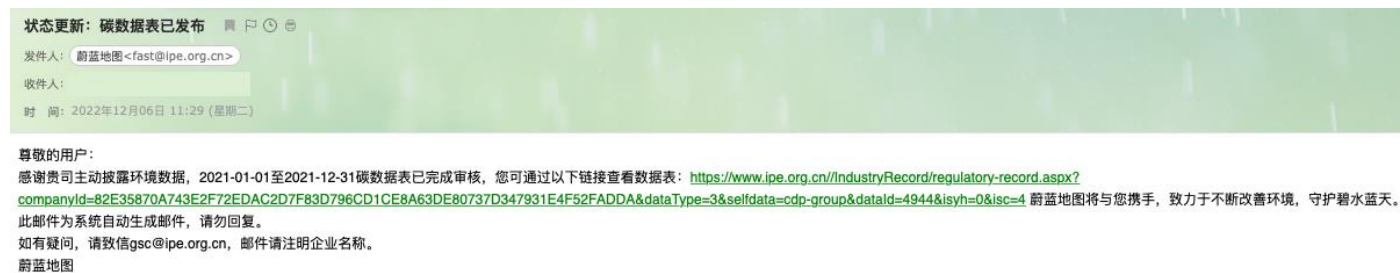 状态更新：碳数据表已发布
发件人：蔚蓝地图<fast@ipe.org.cn>
收件人：
时 间：2022年12月06日 11:29 (星期二)
尊敬的用户：
感谢贵司主动披露环境数据，2021-01-01至2021-12-31碳数据表已完成审核，您可通过以下链接查看数据表：https://www.ipe.org.cn//IndustryRecord/regulatory-record.aspx?
companyId=82E35870A743E2F72EDAC2D7F83D796CD1CE8A63DE80737D347931E4F52FADDA&dataType=3&selfdata=cdp-group&dataId=4944&isyh=0&isc=4 蔚蓝地图将与您携手，致力于不断改善环境，守护碧水蓝天。
此邮件为系统自动生成邮件，请勿回复。
如有疑问，请致信gsc@ipe.org.cn，邮件请注明企业名称。
蔚蓝地图